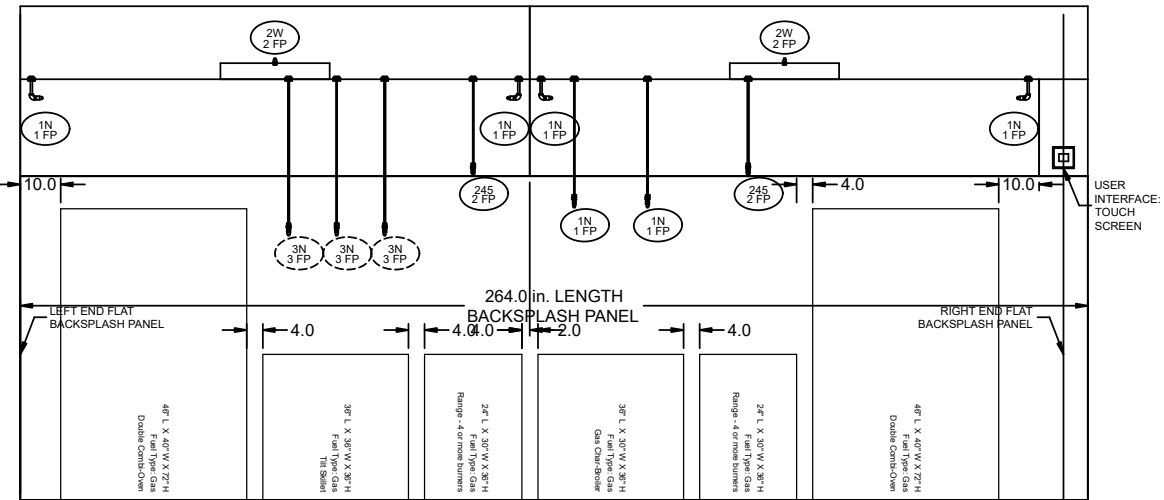 2W
2 FP
2W
2 FP
1N
1 FP
1N
1 FP
1N
1 FP
1N
1 FP
10.0
245
2 FP
245
2 FP
4.0
10.0
USER
INTERFACE:
TOUCH
SCREEN
1N
1 FP
1N
1 FP
3N
3 FP
3N
3 FP
3N
3 FP
264.0 in. LENGTH
BACKSPLASH PANEL
LEFT END FLAT
BACKSPLASH PANEL
RIGHT END FLAT
BACKSPLASH PANEL
4.0
4.0
4.0
2.0
4.0
46" L X 40" W X 72" H
Fuel Type: Gas
Double Combi-Oven
36" L X 36" W X 36" H
Fuel Type: Gas
Tilt Skillet
24" L X 30" W X 36" H
Fuel Type: Gas
Range - 4 or more burners
36" L X 30" W X 36" H
Fuel Type: Gas
Gas Char-Broiler
24" L X 30" W X 36" H
Fuel Type: Gas
Range - 4 or more burners
46" L X 40" W X 72" H
Fuel Type: Gas
Double Combi-Oven